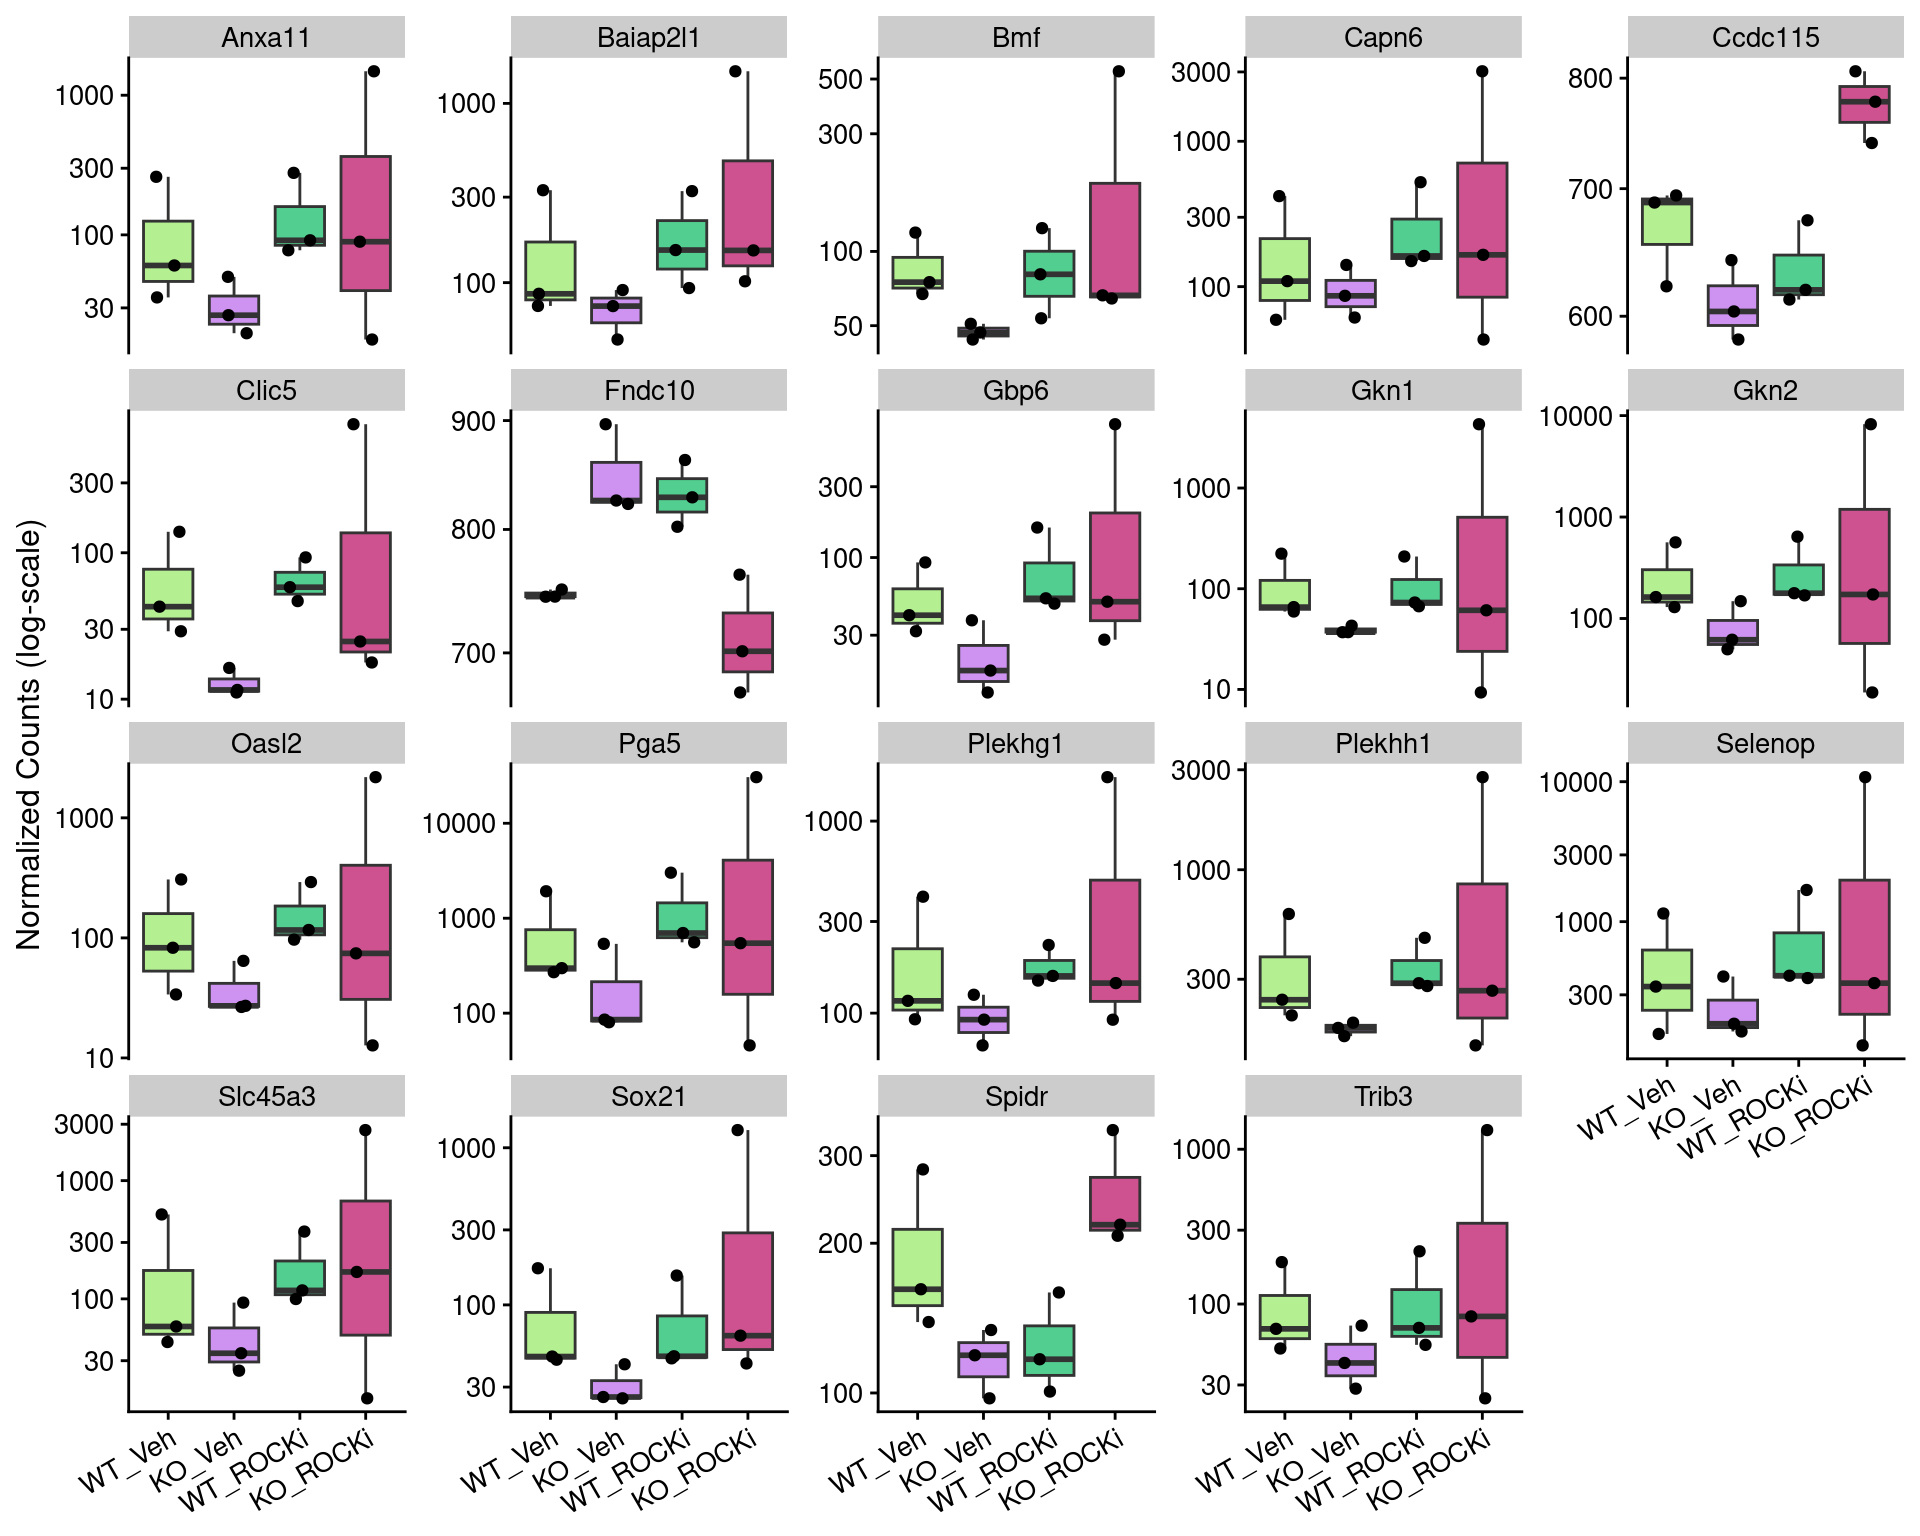 Anxa11 Baiap2l1 Bmf Capn6 Ccdc115
1000 300 100 30
1000 300 100
500 300 100 50
3000 1000 300 100
800 700 600
Clic5 Fndc10 Gbp6 Gkn1 Gkn2
300 100 30 10
900 800 700
300 100 30
1000 100 10
10000 1000 100
Normalized Counts (log-scale)
Oasl2 Pga5 Plekhg1 Plekhh1 Selenop
1000 100 10
10000 1000 100
1000 300 100
3000 1000 300
10000 3000 1000 300
WT_Veh KO_Veh WT_ROCKi KO_ROCKi
Slc45a3 Sox21 Spidr Trib3
3000 1000 300 100 30
1000 300 100 30
300 200 100
1000 300 100 30
WT_Veh KO_Veh WT_ROCKi KO_ROCKi
WT_Veh KO_Veh WT_ROCKi KO_ROCKi
WT_Veh KO_Veh WT_ROCKi KO_ROCKi
WT_Veh KO_Veh WT_ROCKi KO_ROCKi